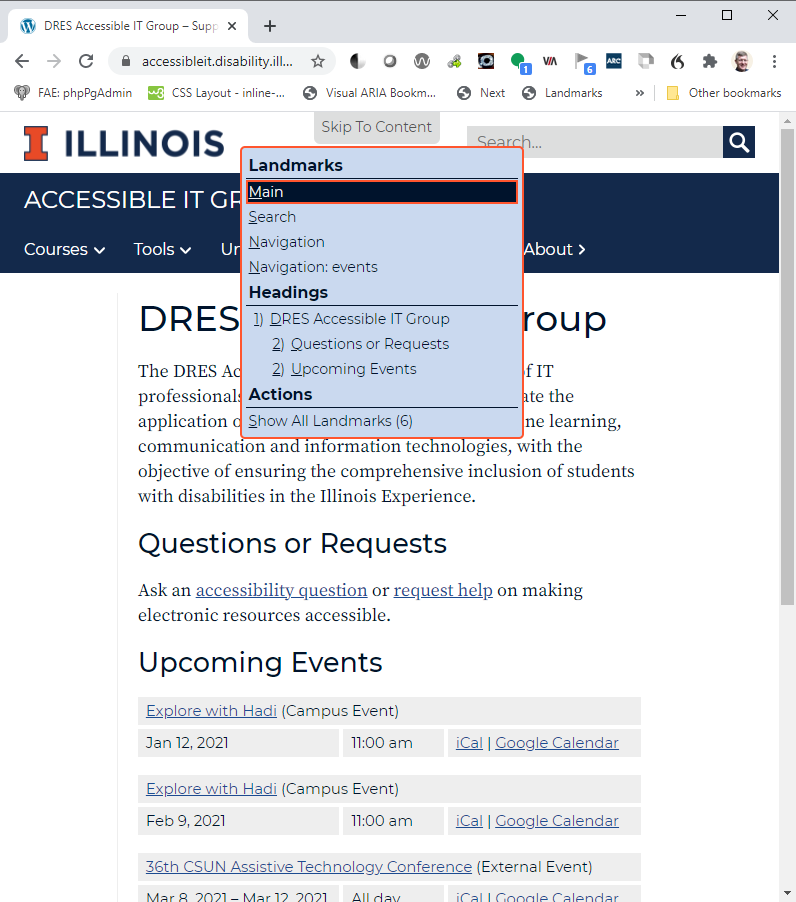 DRES Accessible IT Group – Supp
accessibleit.disability.ill...
1
VIA
6
ARC
FAE: phpPgAdmin
CSS Layout - inline-...
Visual ARIA Bookm...
Next
Landmarks
»
Other bookmarks
I ILLINOIS
Skip To Content
Search...
ACCESSIBLE IT GR
Courses
Tools
Un
About
Landmarks
Main
Search
Navigation
Navigation: events
Headings
1) DRES Accessible IT Group
2) Questions or Requests
2) Upcoming Events
Actions
Show All Landmarks (6)
DRES roup
The DRES Ac of IT
professionals ate the
application o ne learning,
communication and information technologies, with the
objective of ensuring the comprehensive inclusion of students
with disabilities in the Illinois Experience.
Questions or Requests
Ask an accessibility question or request help on making
electronic resources accessible.
Upcoming Events
Explore with Hadi (Campus Event)
Jan 12, 2021 11:00 am iCal | Google Calendar
Explore with Hadi (Campus Event)
Feb 9, 2021 11:00 am iCal | Google Calendar
36th CSUN Assistive Technology Conference (External Event)
Mar 8, 2021 – Mar 12, 2021 All day iCal | Google Calendar